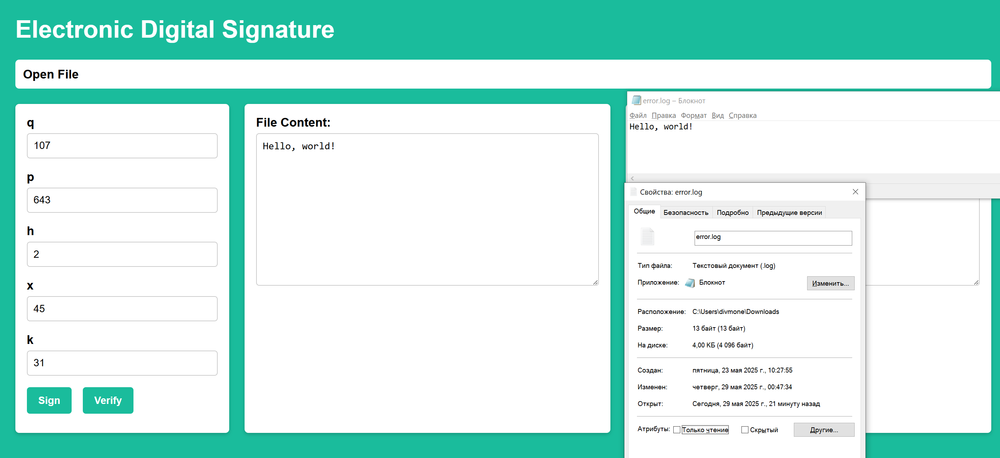 Electronic Digital Signature
Open File
q
107
p
643
h
2
x
45
k
31
Sign Verify
File Content:
Hello, world!
error.log – Блокнот
Файл Правка Формат Вид Справка
Hello, world!
Свойства: error.log
Общие Безопасность Подробно Предыдущие версии
error.log
Тип файла: Текстовый документ (.log)
Приложение: Блокнот Изменить...
Расположение: C:\Users\divmone\Downloads
Размер: 13 байт (13 байт)
На диске: 4,00 КБ (4 096 байт)
Создан: пятница, 23 мая 2025 г., 10:27:55
Изменен: четверг, 29 мая 2025 г., 00:47:34
Открыт: Сегодня, 29 мая 2025 г., 21 минуту назад
Атрибуты: Только чтение Скрытый Другие...